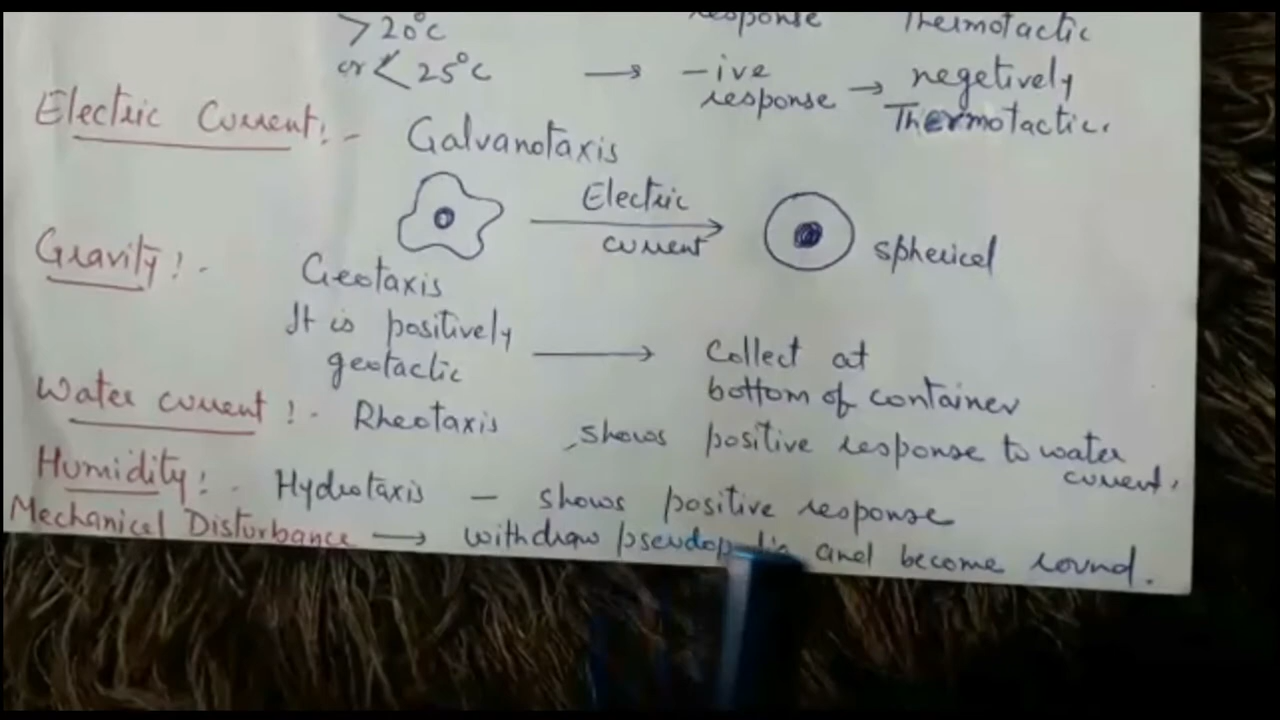 >20°C response Thermotactic
or < 25°C → -ive response → negetively Thermotactic.
Electric Current:- Galvanotaxis
Electric current
spherical
Gravity:- Geotaxis
It is positively geotactic → Collect at bottom of container
Water current:- Rheotaxis shows positive response to water current.
Humidity:- Hydrotaxis - shows positive response
Mechanical Disturbance → withdraw and become round.